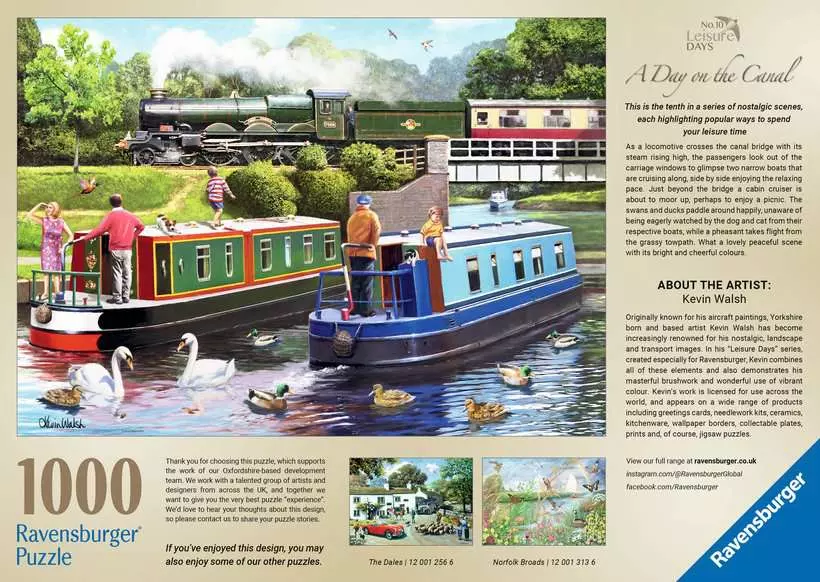 No.10
Leisure
DAYS
A Day on the Canal
This is the tenth in a series of nostalgic scenes,
each highlighting popular ways to spend
your leisure time
As a locomotive crosses the canal bridge with its
steam rising high, the passengers look out of the
carriage windows to glimpse two narrow boats that
are cruising along, side by side enjoying the relaxing
pace. Just beyond the bridge a cabin cruiser is
about to moor up, perhaps to enjoy a picnic. The
swans and ducks paddle around happily, unaware of
being eagerly watched by the dog and cat from their
respective boats, while a pheasant takes flight from
the grassy towpath. What a lovely peaceful scene
with its bright and cheerful colours.
ABOUT THE ARTIST:
Kevin Walsh
Originally known for his aircraft paintings, Yorkshire
born and based artist Kevin Walsh has become
increasingly renowned for his nostalgic, landscape
and transport images. In his "Leisure Days" series,
created especially for Ravensburger, Kevin combines
all of these elements and also demonstrates his
masterful brushwork and wonderful use of vibrant
colour. Kevin's work is licensed for use across the
world, and appears on a wide range of products
including greetings cards, needlework kits, ceramics,
kitchenware, wallpaper borders, collectable plates,
prints and, of course, jigsaw puzzles.
View our full range at ravensburger.co.uk
instagram.com/@RavensburgerGlobal
facebook.com/Ravensburger
Ravensburger
Kevin Walsh
1000
Ravensburger®
Puzzle
Thank you for choosing this puzzle, which supports
the work of our Oxfordshire-based development
team. We work with a talented group of artists and
designers from across the UK, and together we
want to give you the very best puzzle "experience".
We'd love to hear your thoughts about this design,
so please contact us to share your puzzle stories.
If you've enjoyed this design, you may
also enjoy some of our other puzzles.
The Dales | 12 001 256 6
Norfolk Broads | 12 001 313 6